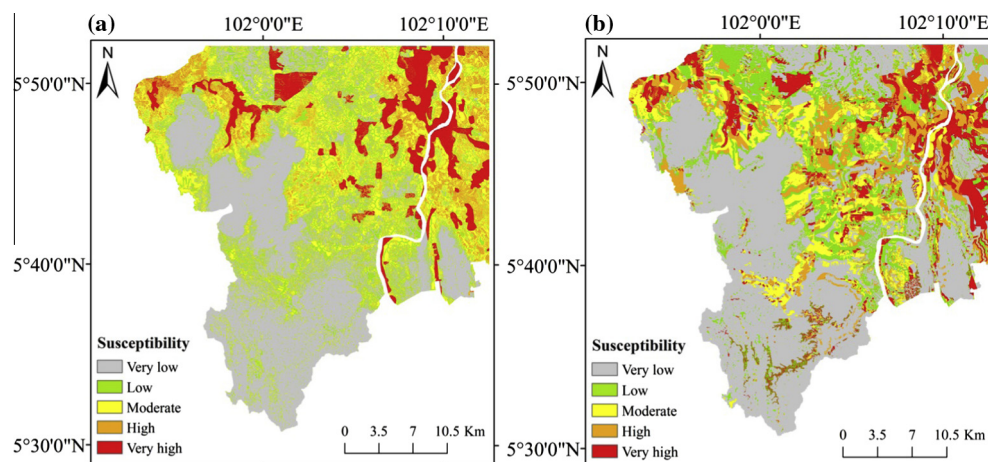 (a) 102°0'0"E 102°10'0"E
N
5°50'0"N
5°40'0"N
5°30'0"N
Susceptibility
Very low
Low
Moderate
High
Very high
0 3.5 7 10.5 Km
(b) 102°0'0"E 102°10'0"E
N
5°50'0"N
5°40'0"N
5°30'0"N
Susceptibility
Very low
Low
Moderate
High
Very high
0 3.5 7 10.5 Km